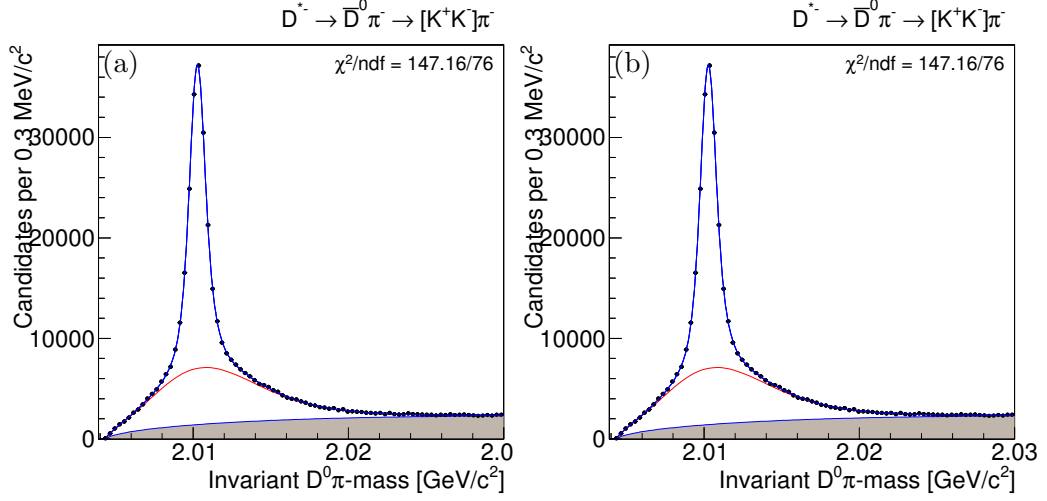 D*- → D̅⁰π⁻ → [K⁺K⁻]π⁻
(a)
χ²/ndf = 147.16/76
Candidates per 0.3 MeV/c²
30000
20000
10000
0
2.01 2.02 2.0
Invariant D⁰π-mass [GeV/c²]
D*- → D̅⁰π⁻ → [K⁺K⁻]π⁻
(b)
χ²/ndf = 147.16/76
Candidates per 0.3 MeV/c²
30000
20000
10000
0
2.01 2.02 2.03
Invariant D⁰π-mass [GeV/c²]